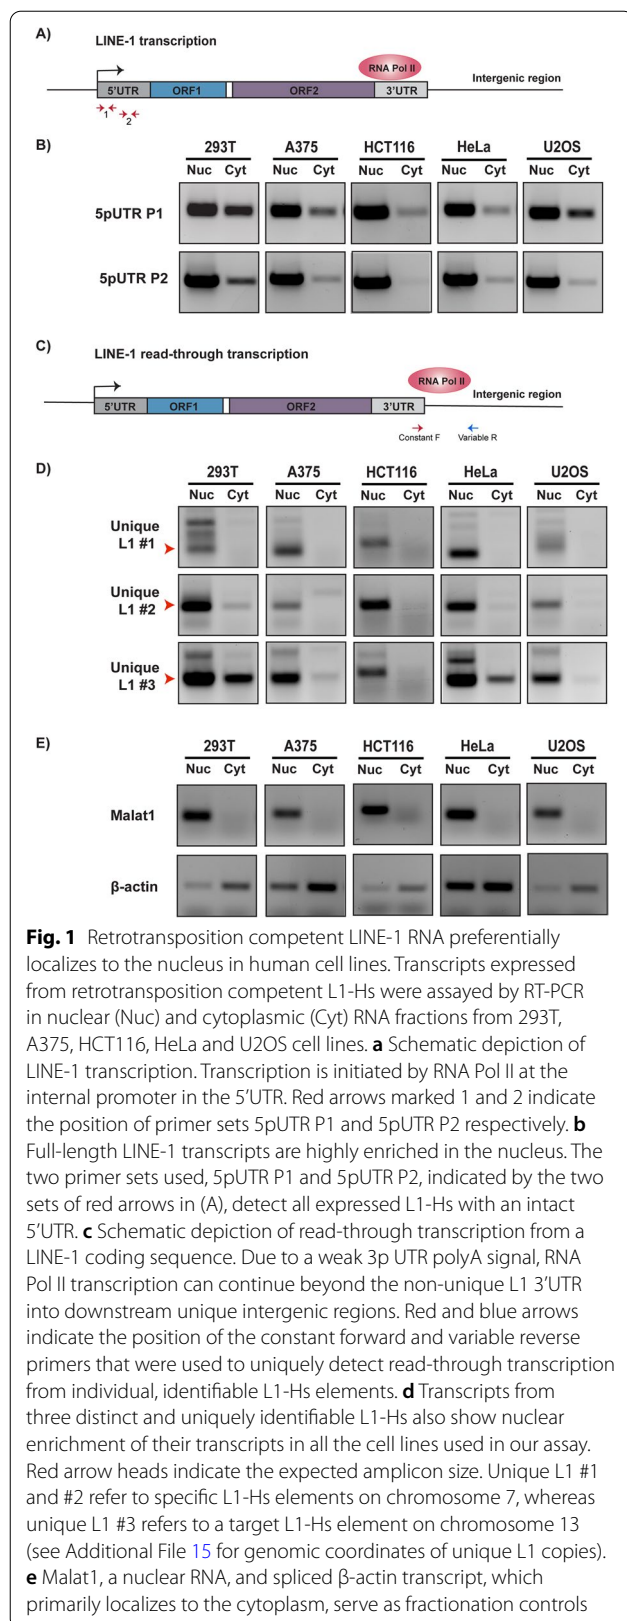 A)
LINE-1 transcription
RNA Pol II
Intergenic region
5'UTR ORF1 ORF2 3'UTR
1 2
B)
293T A375 HCT116 HeLa U2OS
Nuc Cyt Nuc Cyt Nuc Cyt Nuc Cyt Nuc Cyt
5pUTR P1
5pUTR P2
C)
LINE-1 read-through transcription
RNA Pol II
Intergenic region
5'UTR ORF1 ORF2 3'UTR
Constant F Variable R
D)
293T A375 HCT116 HeLa U2OS
Nuc Cyt Nuc Cyt Nuc Cyt Nuc Cyt Nuc Cyt
Unique
L1 #1
Unique
L1 #2
Unique
L1 #3
E)
293T A375 HCT116 HeLa U2OS
Nuc Cyt Nuc Cyt Nuc Cyt Nuc Cyt Nuc Cyt
Malat1
β-actin
Fig. 1 Retrotransposition competent LINE-1 RNA preferentially
localizes to the nucleus in human cell lines. Transcripts expressed
from retrotransposition competent L1-Hs were assayed by RT-PCR
in nuclear (Nuc) and cytoplasmic (Cyt) RNA fractions from 293T,
A375, HCT116, HeLa and U2OS cell lines. a Schematic depiction of
LINE-1 transcription. Transcription is initiated by RNA Pol II at the
internal promoter in the 5'UTR. Red arrows marked 1 and 2 indicate
the position of primer sets 5pUTR P1 and 5pUTR P2 respectively. b
Full-length LINE-1 transcripts are highly enriched in the nucleus. The
two primer sets used, 5pUTR P1 and 5pUTR P2, indicated by the two
sets of red arrows in (A), detect all expressed L1-Hs with an intact
5'UTR. c Schematic depiction of read-through transcription from a
LINE-1 coding sequence. Due to a weak 3p UTR polyA signal, RNA
Pol II transcription can continue beyond the non-unique L1 3'UTR
into downstream unique intergenic regions. Red and blue arrows
indicate the position of the constant forward and variable reverse
primers that were used to uniquely detect read-through transcription
from individual, identifiable L1-Hs elements. d Transcripts from
three distinct and uniquely identifiable L1-Hs also show nuclear
enrichment of their transcripts in all the cell lines used in our assay.
Red arrow heads indicate the expected amplicon size. Unique L1 #1
and #2 refer to specific L1-Hs elements on chromosome 7, whereas
unique L1 #3 refers to a target L1-Hs element on chromosome 13
(see Additional File 15 for genomic coordinates of unique L1 copies).
e Malat1, a nuclear RNA, and spliced β-actin transcript, which
primarily localizes to the cytoplasm, serve as fractionation controls